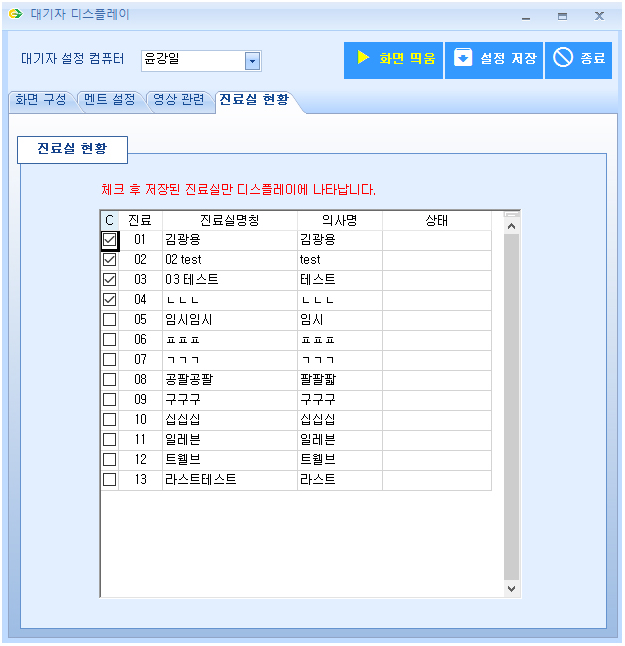 대기자 디스플레이
대기자 설정 컴퓨터 윤강일 화면 띄움 설정 저장 종료
화면 구성 멘트 설정 영상 관련 진료실 현황
진료실 현황
체크 후 저장된 진료실만 디스플레이에 나타납니다.
C 진료 진료실명칭 의사명 상태
01 김광용 김광용
02 02 test test
03 03 테스트 테스트
04 ㄴㄴㄴ ㄴㄴㄴ
05 임시임시 임시
06 ㅍㅍㅍ ㅍㅍㅍ
07 ㄱㄱㄱ ㄱㄱㄱ
08 공팔공팔 팔팔팔
09 구구구 구구구
10 십십십 십십십
11 일레븐 일레븐
12 트웰브 트웰브
13 라스트테스트 라스트